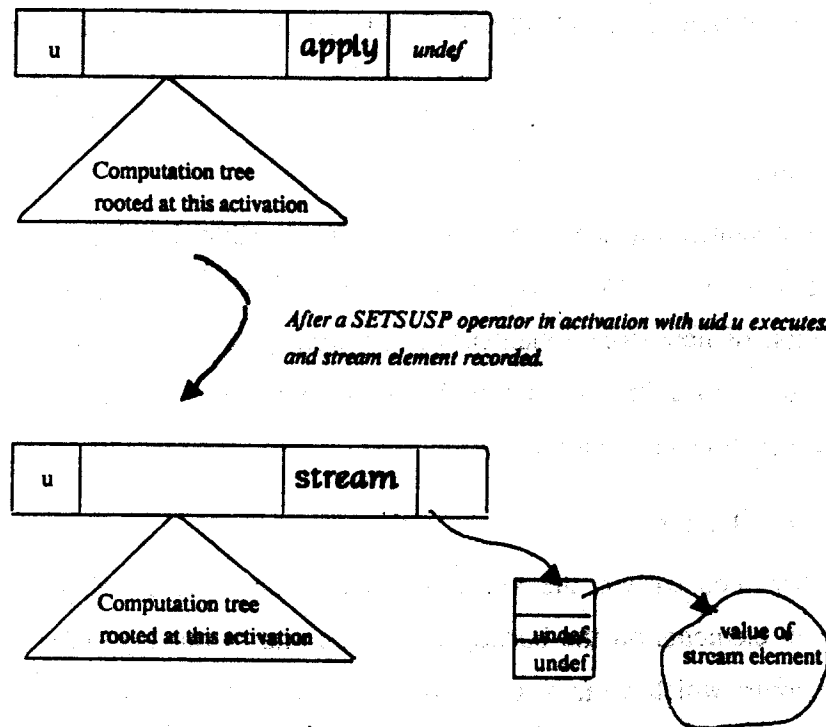 u apply undef
Computation tree
rooted at this activation
After a SETSUSP operator in activation with uid u executes
and stream element recorded.
u stream
Computation tree
rooted at this activation
undef
undef
value of
stream element